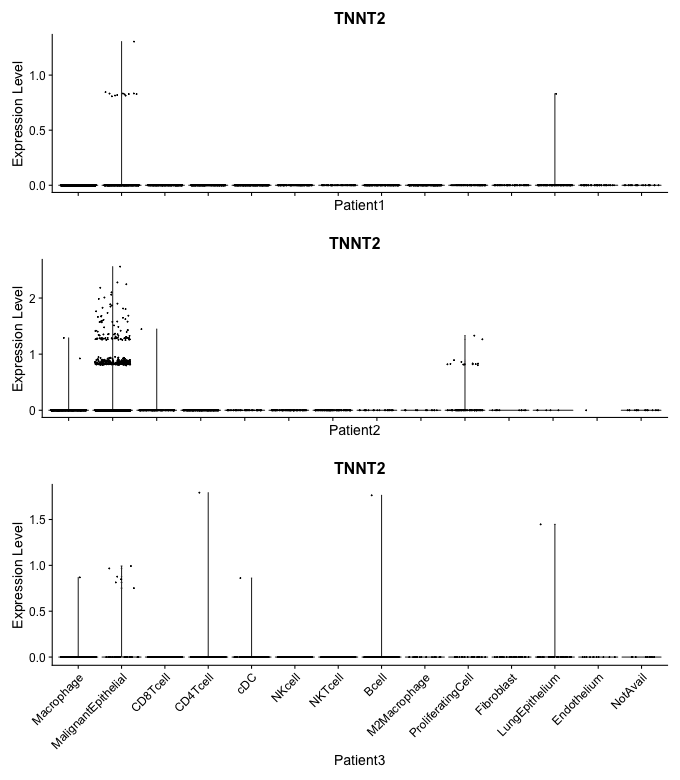 TNNT2
Expression Level
1.0
0.5
0.0
Patient1
TNNT2
Expression Level
2
1
0
Patient2
TNNT2
Expression Level
1.5
1.0
0.5
0.0
Macrophage
MalignantEpithelial
CD8Tcell
CD4Tcell
cDC
NKcell
NKTcell
Bcell
M2Macrophage
ProliferatingCell
Fibroblast
LungEpithelium
Endothelium
NotAvail
Patient3